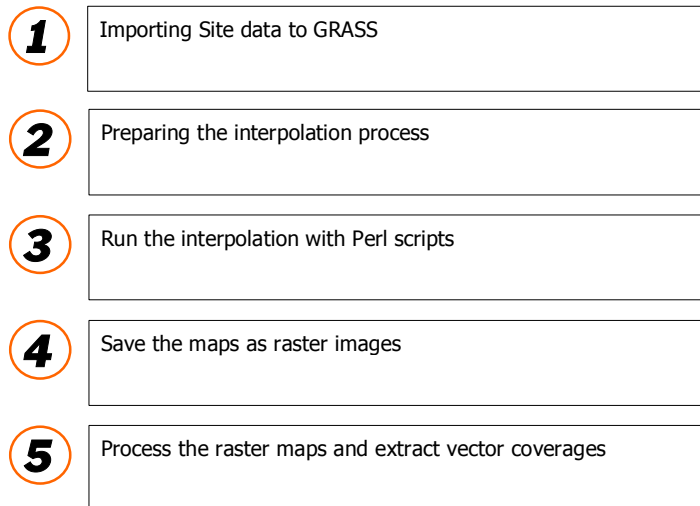 1 Importing Site data to GRASS
2 Preparing the interpolation process
3 Run the interpolation with Perl scripts
4 Save the maps as raster images
5 Process the raster maps and extract vector coverages